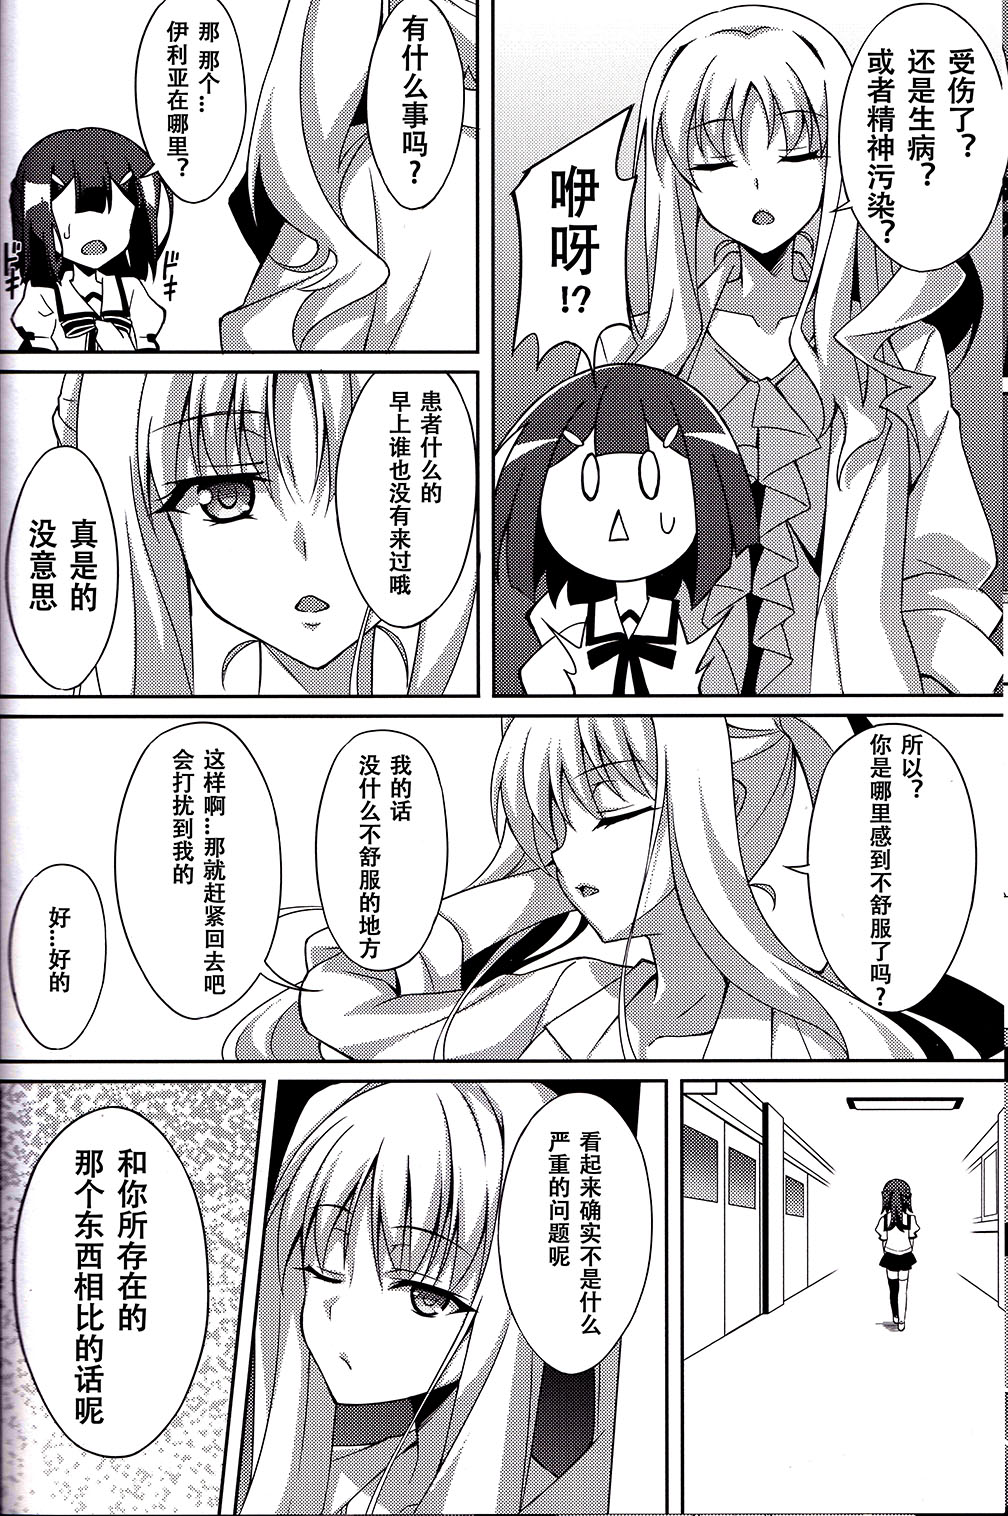 受伤了？
还是生病？
或者精神污染？
咿呀
!?
有什么事吗？
那 那个…
伊利亚在哪里？
ドキ
ドキ
患者什么的
早上谁也没有来过哦
真是的
没意思
所以？
你是哪里感到不舒服了吗？
我的话
没什么不舒服的地方
这样啊…那就赶紧回去吧
会打扰到我的
好…好的
看起来确实不是什么
严重的问题呢
和你所存在的
那个东西相比的话呢